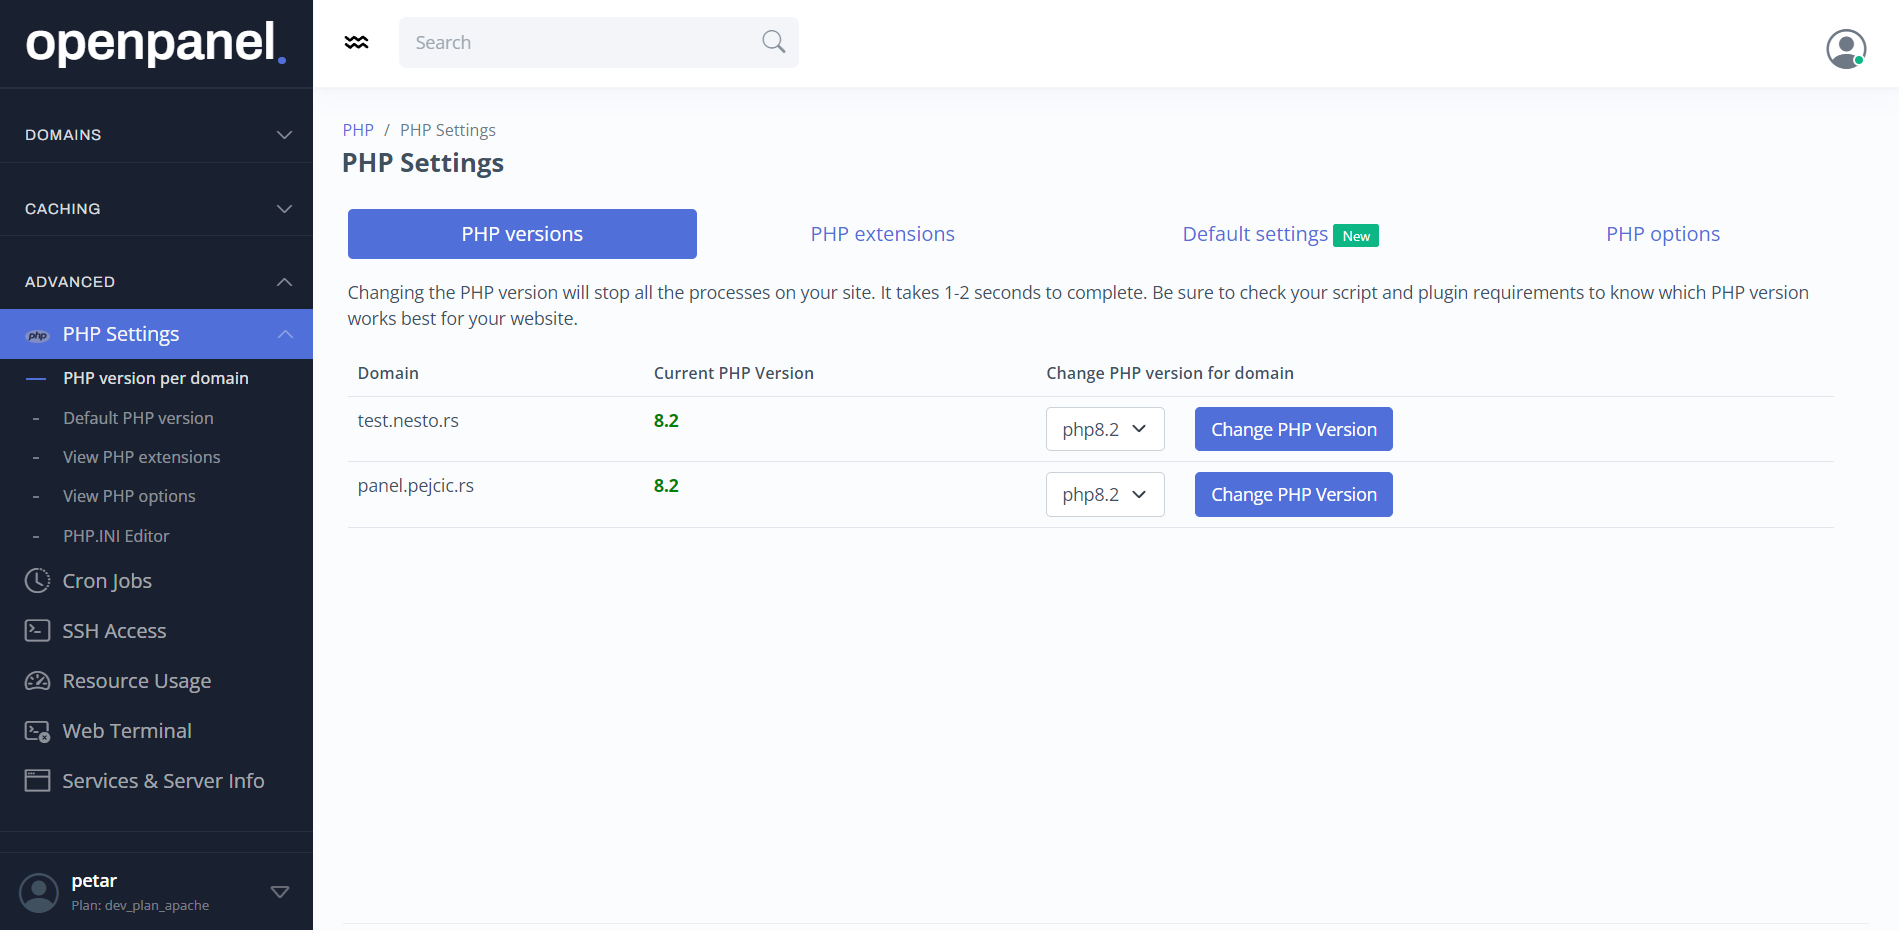 openpanel.
Search
DOMAINS
CACHING
ADVANCED
php PHP Settings
PHP version per domain
- Default PHP version
- View PHP extensions
- View PHP options
- PHP.INI Editor
Cron Jobs
SSH Access
Resource Usage
Web Terminal
Services & Server Info
petar
Plan: dev_plan_apache
PHP / PHP Settings
PHP Settings
PHP versions PHP extensions Default settings New PHP options
Changing the PHP version will stop all the processes on your site. It takes 1-2 seconds to complete. Be sure to check your script and plugin requirements to know which PHP version
works best for your website.
Domain Current PHP Version Change PHP version for domain
test.nesto.rs 8.2 php8.2 Change PHP Version
panel.pejcic.rs 8.2 php8.2 Change PHP Version